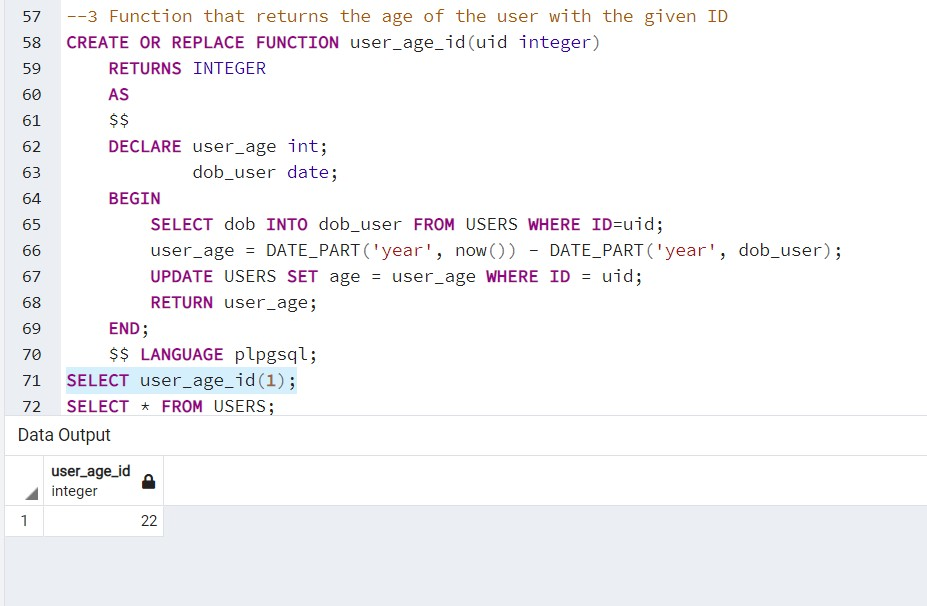 57 --3 Function that returns the age of the user with the given ID
58 CREATE OR REPLACE FUNCTION user_age_id(uid integer)
59 RETURNS INTEGER
60 AS
61 $$
62 DECLARE user_age int;
63 dob_user date;
64 BEGIN
65 SELECT dob INTO dob_user FROM USERS WHERE ID=uid;
66 user_age = DATE_PART('year', now()) - DATE_PART('year', dob_user);
67 UPDATE USERS SET age = user_age WHERE ID = uid;
68 RETURN user_age;
69 END;
70 $$ LANGUAGE plpgsql;
71 SELECT user_age_id(1);
72 SELECT * FROM USERS;
Data Output
user_age_id
integer
1 22